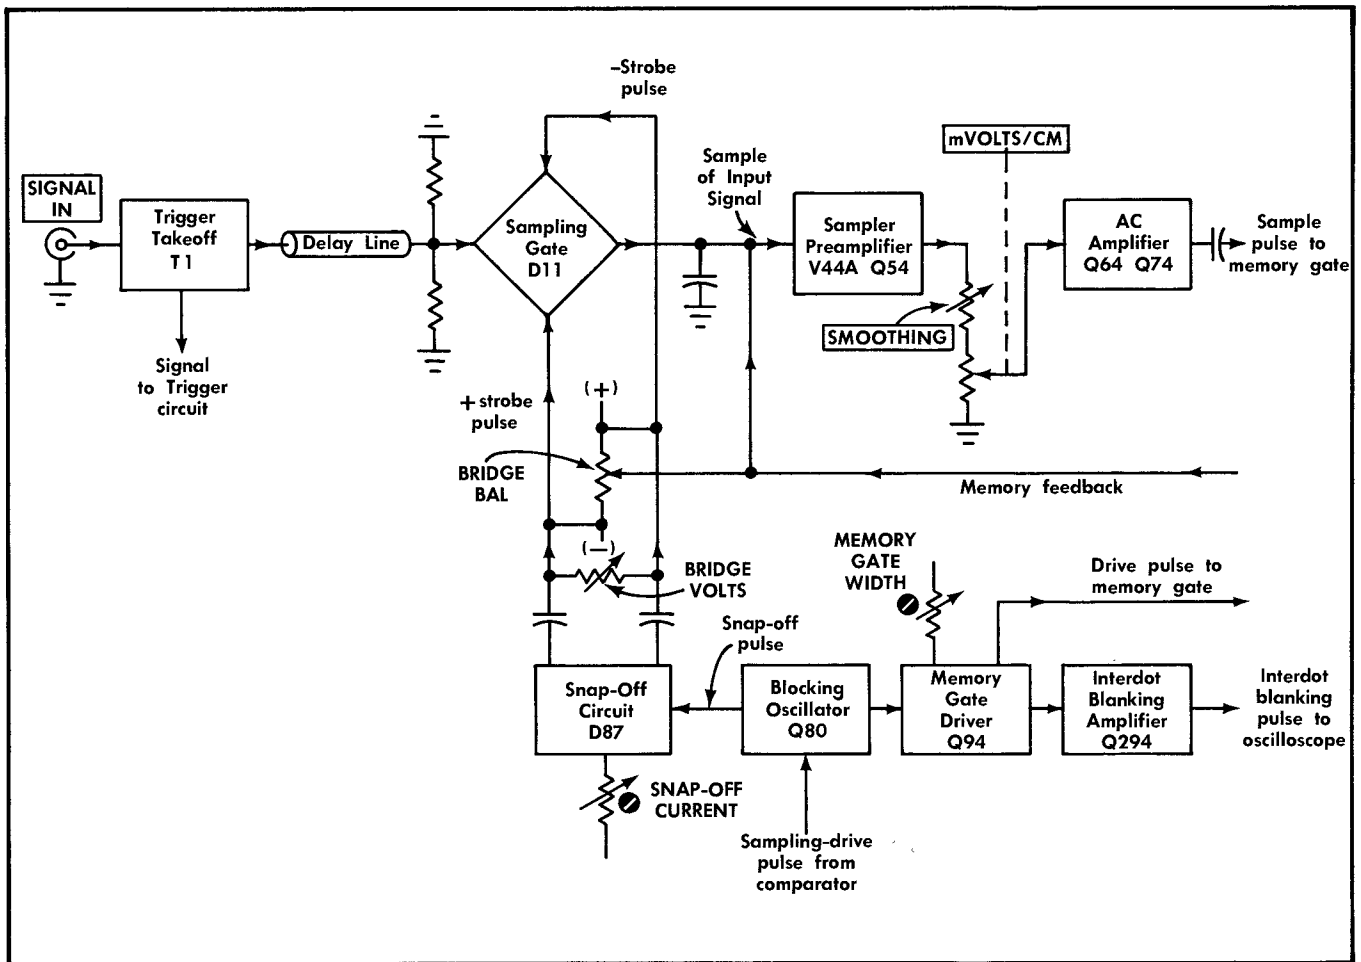 –Strobe
pulse
mVOLTS/CM
Sample
of Input
Signal
SIGNAL
IN
Trigger
Takeoff
T1
Delay Line
Sampling
Gate
D11
Sampler
Preamplifier
V44A Q54
AC
Amplifier
Q64 Q74
Sample
pulse to
memory gate
SMOOTHING
Signal
to Trigger
circuit
+ strobe
pulse
(+)
BRIDGE
BAL
Memory feedback
(—)
BRIDGE
VOLTS
MEMORY
GATE
WIDTH
Drive pulse to
memory gate
Snap-off
pulse
Snap-Off
Circuit
D87
Blocking
Oscillator
Q80
Memory
Gate
Driver
Q94
Interdot
Blanking
Amplifier
Q294
Interdot
blanking
pulse to
oscilloscope
SNAP-OFF
CURRENT
Sampling-drive
pulse from
comparator